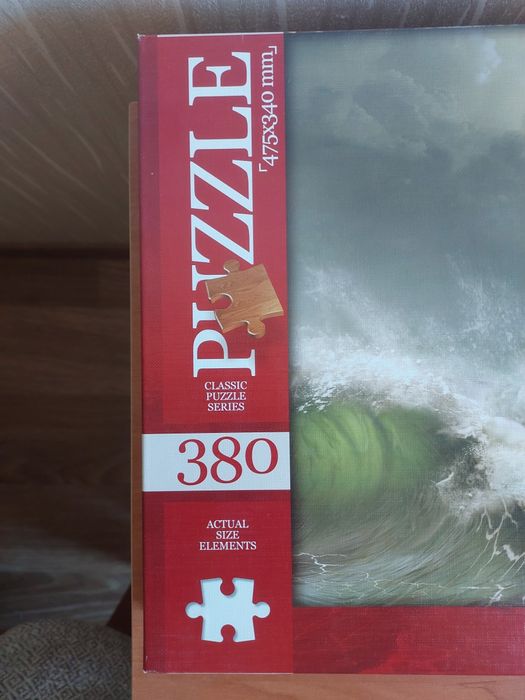 PUZZLE
「475x340 mm」
CLASSIC
PUZZLE
SERIES
380
ACTUAL
SIZE
ELEMENTS